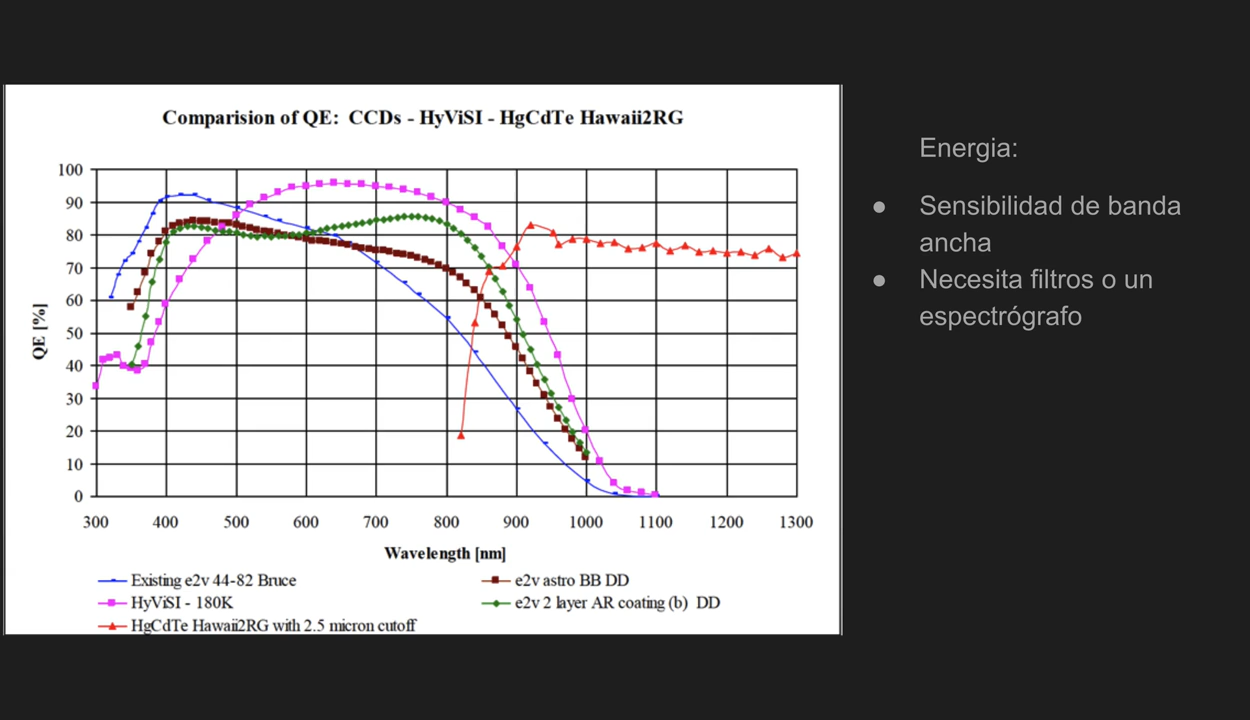 Comparision of QE: CCDs - HyViSI - HgCdTe Hawaii2RG
100
90
80
70
60
50
40
30
20
10
0
QE [%]
300 400 500 600 700 800 900 1000 1100 1200 1300
Wavelength [nm]
Existing e2v 44-82 Bruce
e2v astro BB DD
HyViSI - 180K
e2v 2 layer AR coating (b) DD
HgCdTe Hawaii2RG with 2.5 micron cutoff
Energia:
● Sensibilidad de banda
ancha
● Necesita filtros o un
espectrógrafo